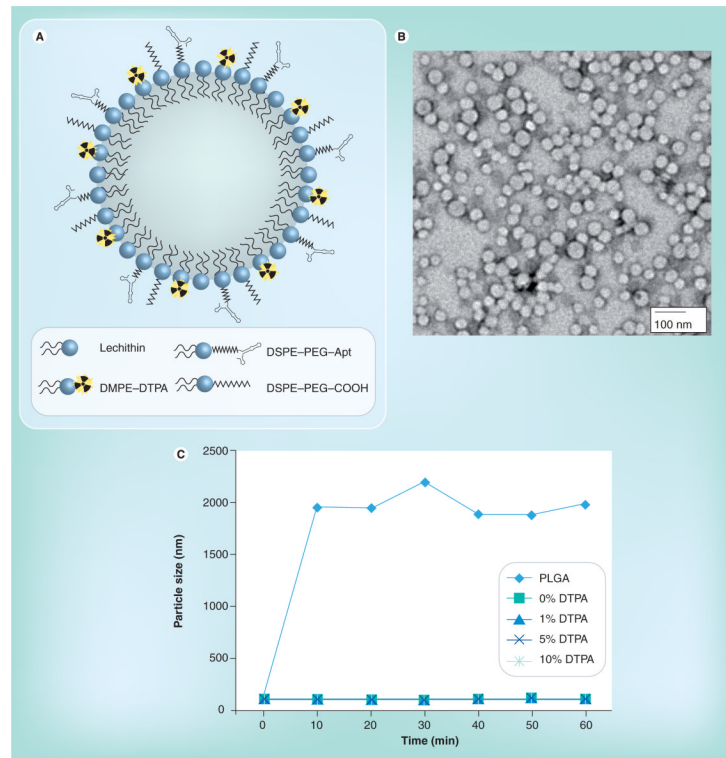 A
Lechithin
DSPE–PEG–Apt
DMPE–DTPA
DSPE–PEG–COOH
B
100 nm
C
2500
2000
1500
1000
500
0
Particle size (nm)
PLGA
0% DTPA
1% DTPA
5% DTPA
10% DTPA
0 10 20 30 40 50 60
Time (min)